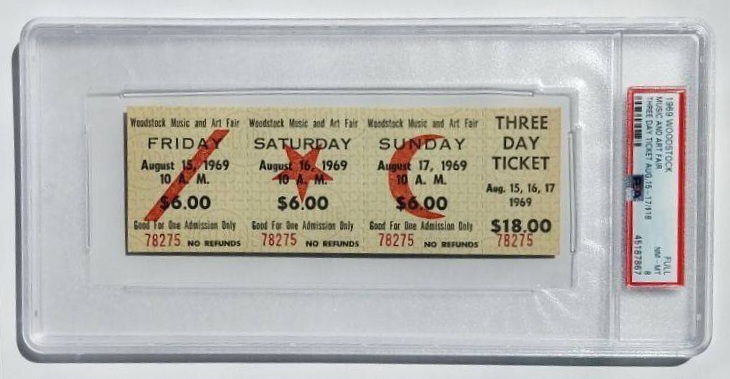 Woodstock Music and Art Fair
FRIDAY
August 15, 1969
10 A. M.
$6.00
Good For One Admission Only
78275 NO REFUNDS
Woodstock Music and Art Fair
SATURDAY
August 16, 1969
10 A. M.
$6.00
Good For One Admission Only
78275 NO REFUNDS
Woodstock Music and Art Fair
SUNDAY
August 17, 1969
10 A. M.
$6.00
Good For One Admission Only
78275 NO REFUNDS
THREE
DAY
TICKET
Aug. 15, 16, 17
1969
$18.00
78275
1969 WOODSTOCK FULL
MUSIC AND ART FAIR NM - MT
THREE DAY TICKET AUG.15-17/$18 8
PSA 45187867